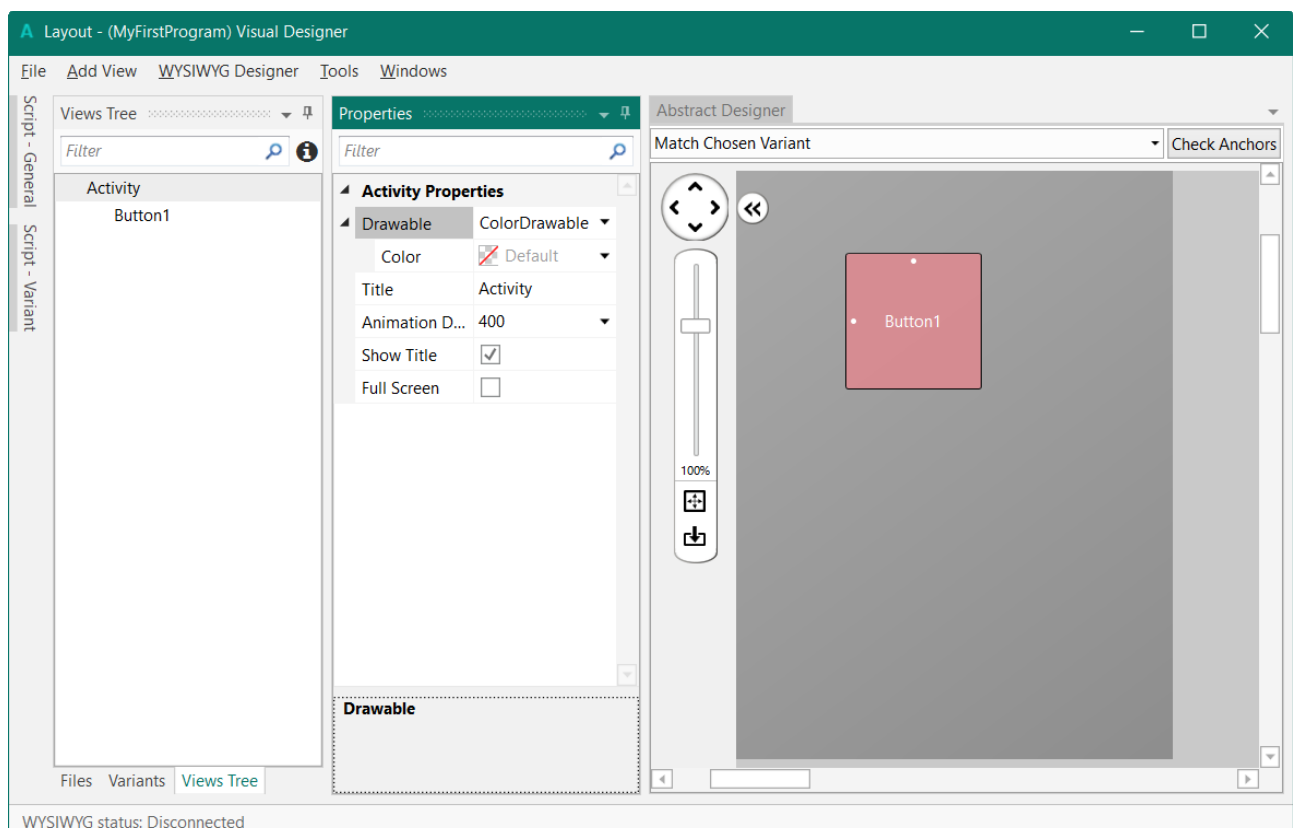 Layout - (MyFirstProgram) Visual Designer
File Add View WYSIWYG Designer Tools Windows
Script - General
Script - Variant
Views Tree
Filter
Activity
Button1
Files Variants Views Tree
Properties
Filter
Activity Properties
Drawable ColorDrawable
Color Default
Title Activity
Animation D... 400
Show Title
Full Screen
Drawable
Abstract Designer
Match Chosen Variant Check Anchors
Button1
100%
WYSIWYG status: Disconnected